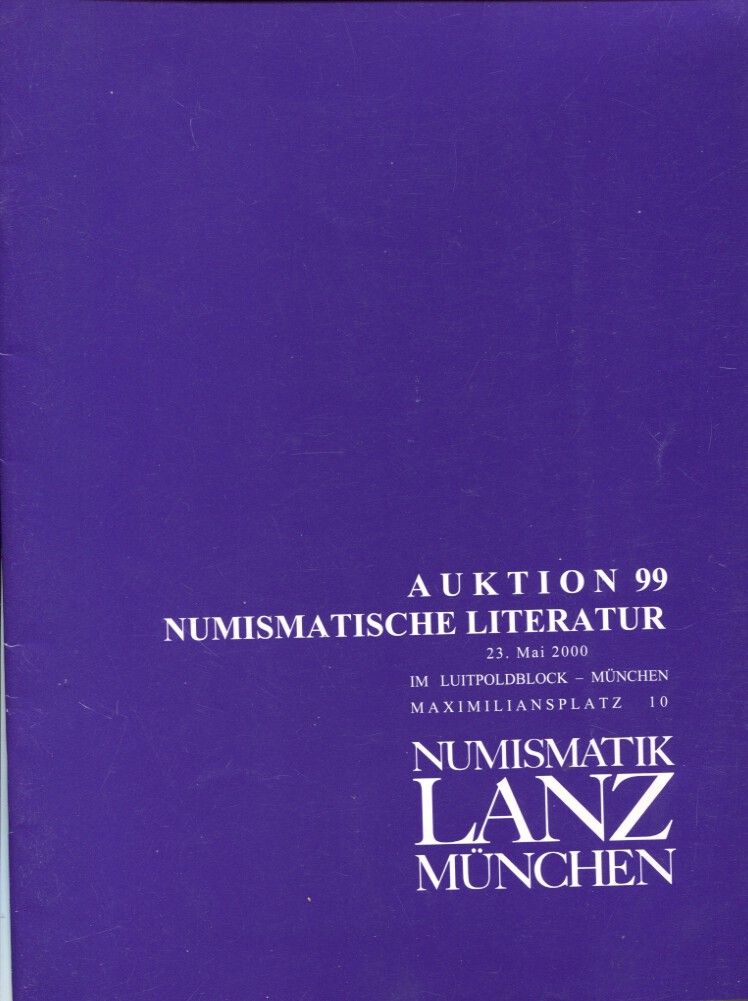 AUKTION 99
NUMISMATISCHE LITERATUR
23. Mai 2000
IM LUITPOLDBLOCK – MÜNCHEN
MAXIMILIANSPLATZ 10
NUMISMATIK
LANZ
MÜNCHEN